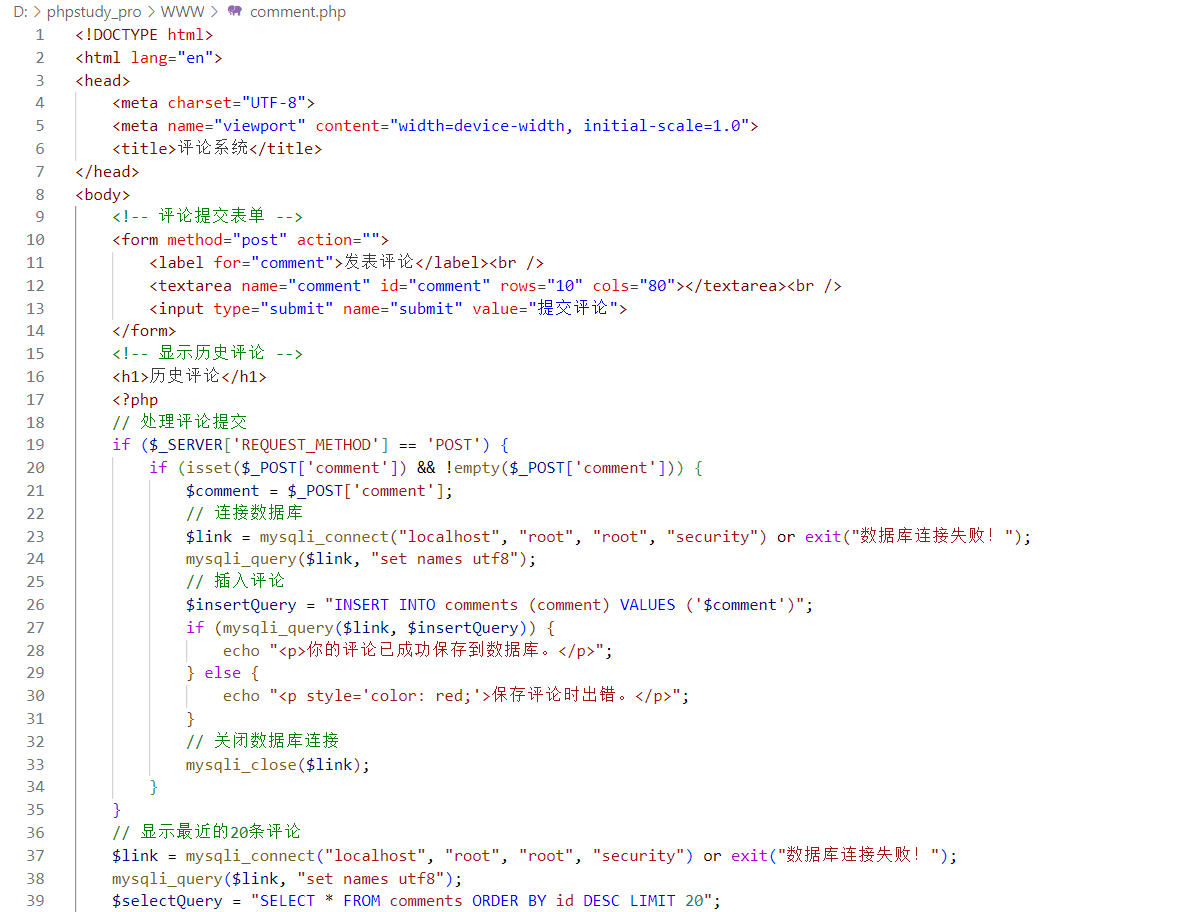 D: > phpstudy_pro > WWW > comment.php
1 <!DOCTYPE html>
2 <html lang="en">
3 <head>
4 <meta charset="UTF-8">
5 <meta name="viewport" content="width=device-width, initial-scale=1.0">
6 <title>评论系统</title>
7 </head>
8 <body>
9 <!-- 评论提交表单 -->
10 <form method="post" action="">
11 <label for="comment">发表评论</label><br />
12 <textarea name="comment" id="comment" rows="10" cols="80"></textarea><br />
13 <input type="submit" name="submit" value="提交评论">
14 </form>
15 <!-- 显示历史评论 -->
16 <h1>历史评论</h1>
17 <?php
18 // 处理评论提交
19 if ($_SERVER['REQUEST_METHOD'] == 'POST') {
20 if (isset($_POST['comment']) && !empty($_POST['comment'])) {
21 $comment = $_POST['comment'];
22 // 连接数据库
23 $link = mysqli_connect("localhost", "root", "root", "security") or exit("数据库连接失败！");
24 mysqli_query($link, "set names utf8");
25 // 插入评论
26 $insertQuery = "INSERT INTO comments (comment) VALUES ('$comment')";
27 if (mysqli_query($link, $insertQuery)) {
28 echo "<p>你的评论已成功保存到数据库。</p>";
29 } else {
30 echo "<p style='color: red;'>保存评论时出错。</p>";
31 }
32 // 关闭数据库连接
33 mysqli_close($link);
34 }
35 }
36 // 显示最近的20条评论
37 $link = mysqli_connect("localhost", "root", "root", "security") or exit("数据库连接失败！");
38 mysqli_query($link, "set names utf8");
39 $selectQuery = "SELECT * FROM comments ORDER BY id DESC LIMIT 20";